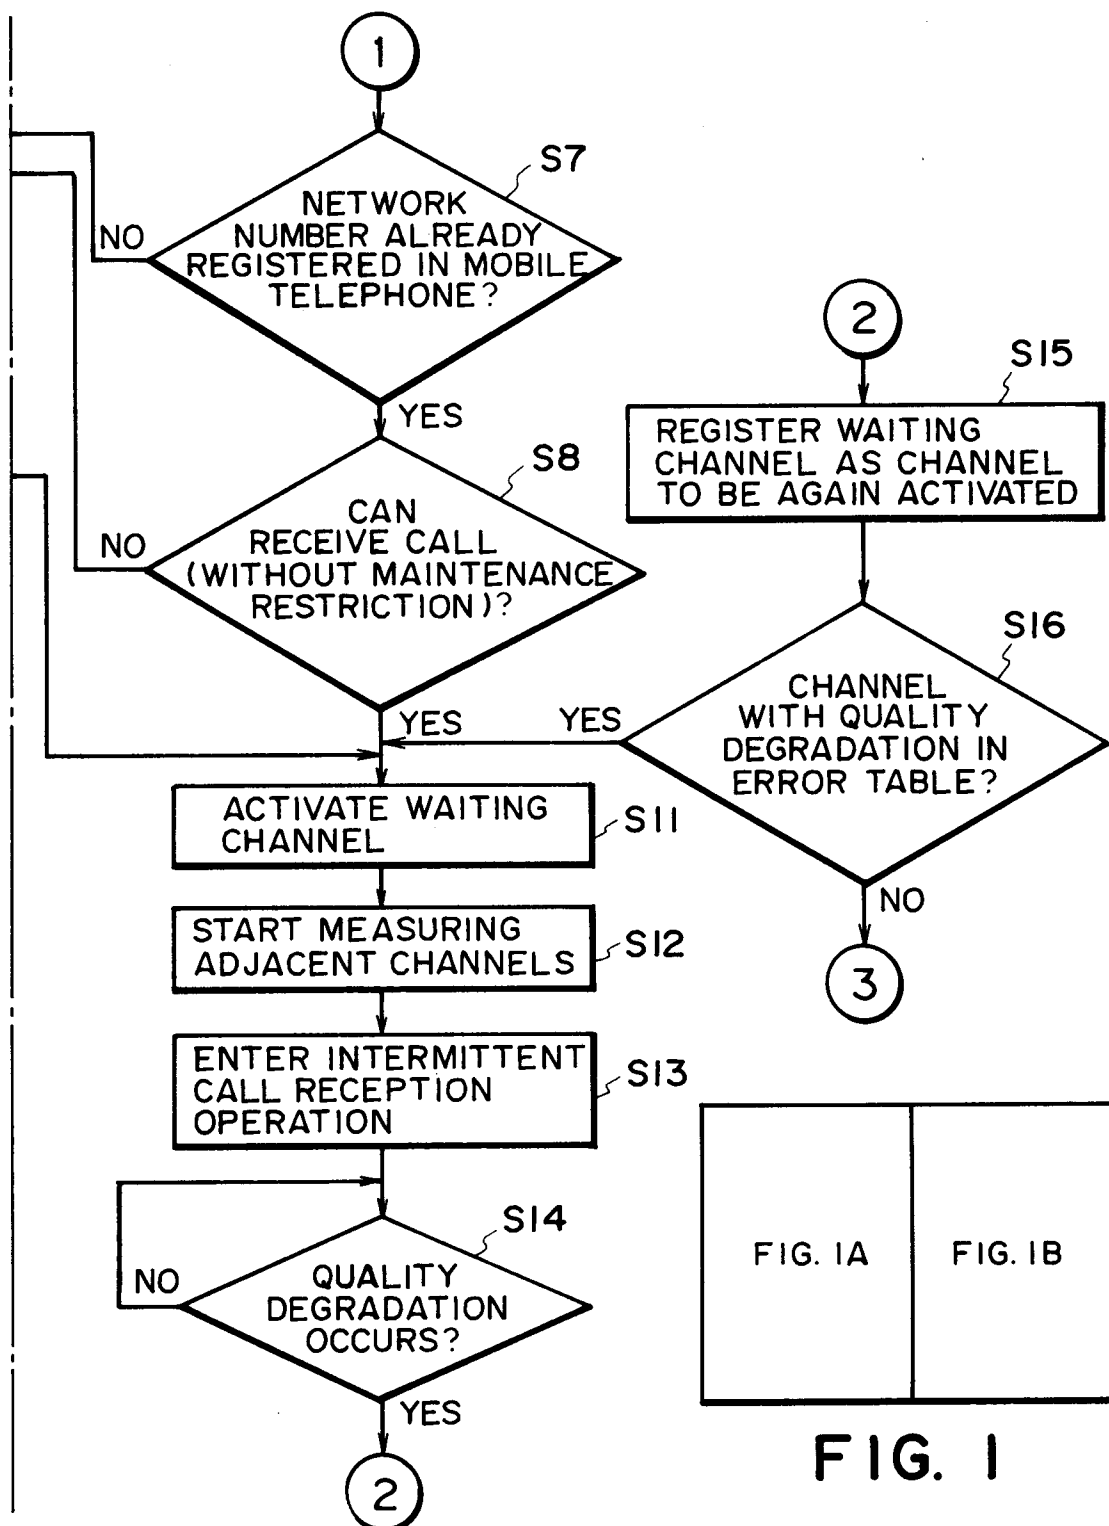 1
S7
NETWORK
NUMBER ALREADY
REGISTERED IN MOBILE
TELEPHONE?
NO
YES
S8
CAN
RECEIVE CALL
(WITHOUT MAINTENANCE
RESTRICTION)?
NO
YES
S11
ACTIVATE WAITING
CHANNEL
S12
START MEASURING
ADJACENT CHANNELS
S13
ENTER INTERMITTENT
CALL RECEPTION
OPERATION
S14
QUALITY
DEGRADATION
OCCURS?
NO
YES
2
2
S15
REGISTER WAITING
CHANNEL AS CHANNEL
TO BE AGAIN ACTIVATED
S16
CHANNEL
WITH QUALITY
DEGRADATION IN
ERROR TABLE?
YES
NO
3
FIG. 1A
FIG. 1B
FIG. 1